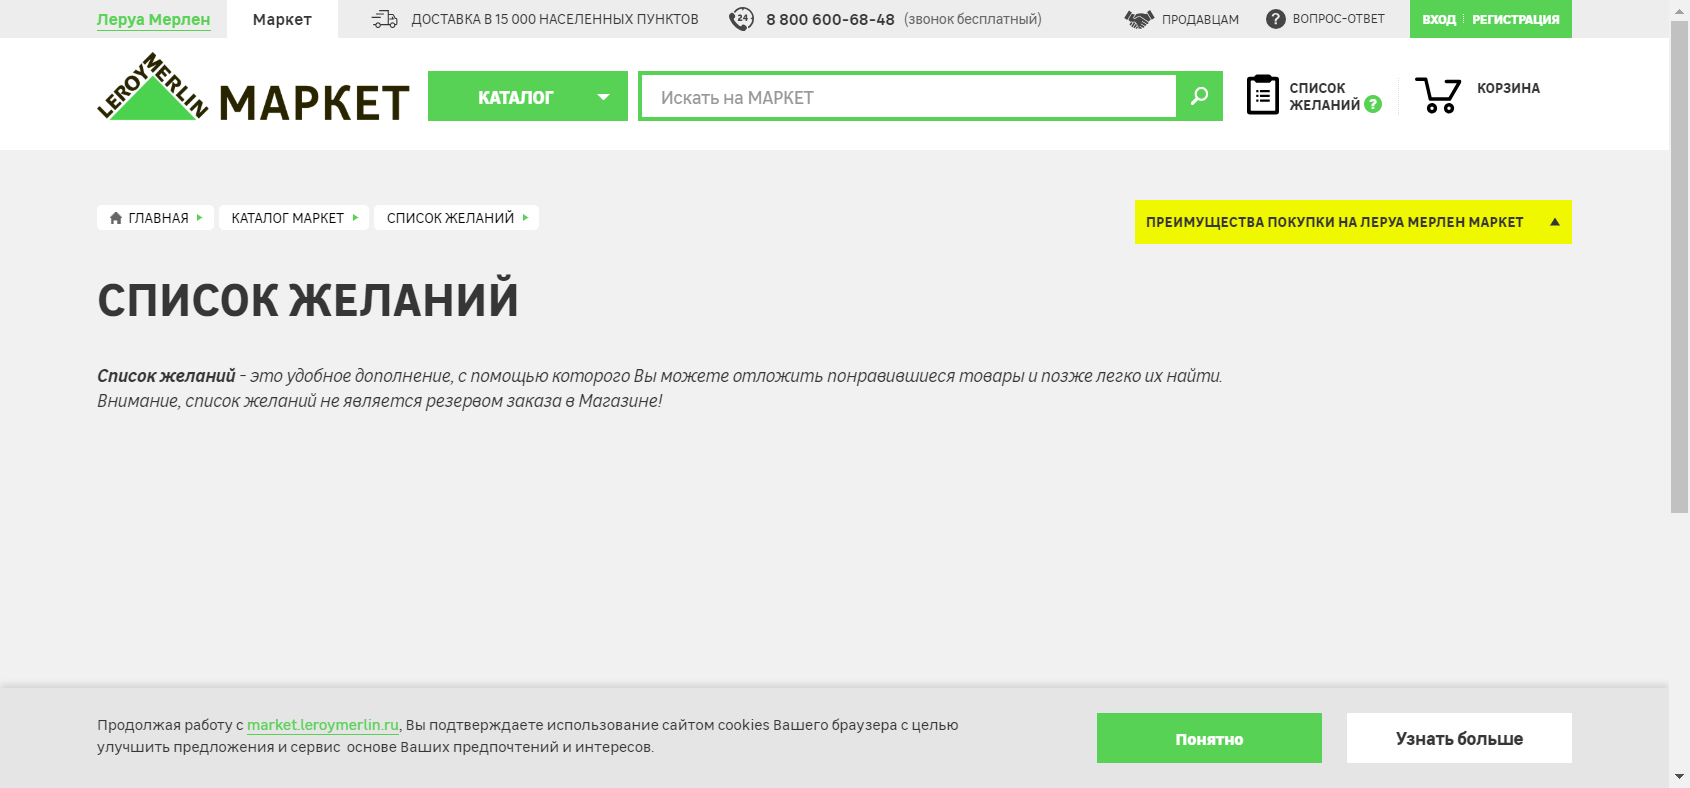 Леруа Мерлен
Маркет
ДОСТАВКА В 15 000 НАСЕЛЕННЫХ ПУНКТОВ
24
8 800 600-68-48 (звонок бесплатный)
ПРОДАВЦАМ
? ВОПРОС-ОТВЕТ
ВХОД
РЕГИСТРАЦИЯ
LEROY MERLIN
МАРКЕТ
КАТАЛОГ
Искать на МАРКЕТ
СПИСОК
ЖЕЛАНИЙ ?
КОРЗИНА
ГЛАВНАЯ
КАТАЛОГ МАРКЕТ
СПИСОК ЖЕЛАНИЙ
ПРЕИМУЩЕСТВА ПОКУПКИ НА ЛЕРУА МЕРЛЕН МАРКЕТ
СПИСОК ЖЕЛАНИЙ
Список желаний - это удобное дополнение, с помощью которого Вы можете отложить понравившиеся товары и позже легко их найти.
Внимание, список желаний не является резервом заказа в Магазине!
Продолжая работу с market.leroymerlin.ru, Вы подтверждаете использование сайтом cookies Вашего браузера с целью
улучшить предложения и сервис основе Ваших предпочтений и интересов.
Понятно
Узнать больше